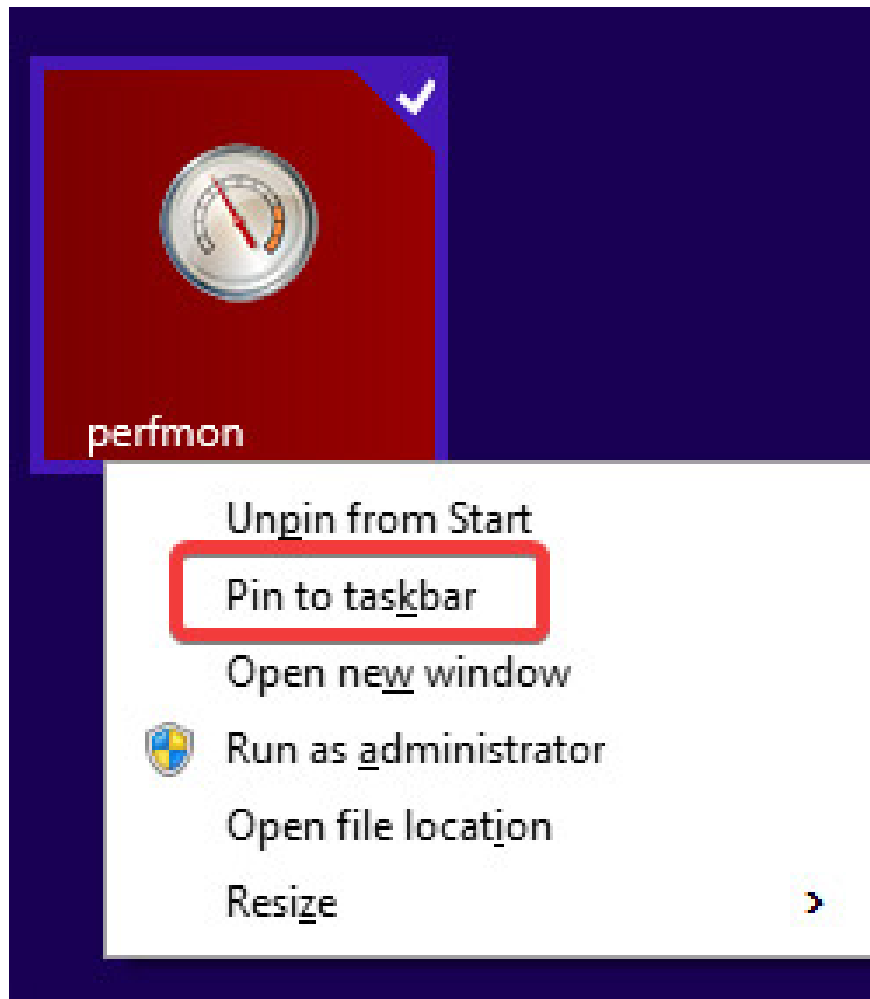 perfmon
Unpin from Start
Pin to taskbar
Open new window
Run as administrator
Open file location
Resize